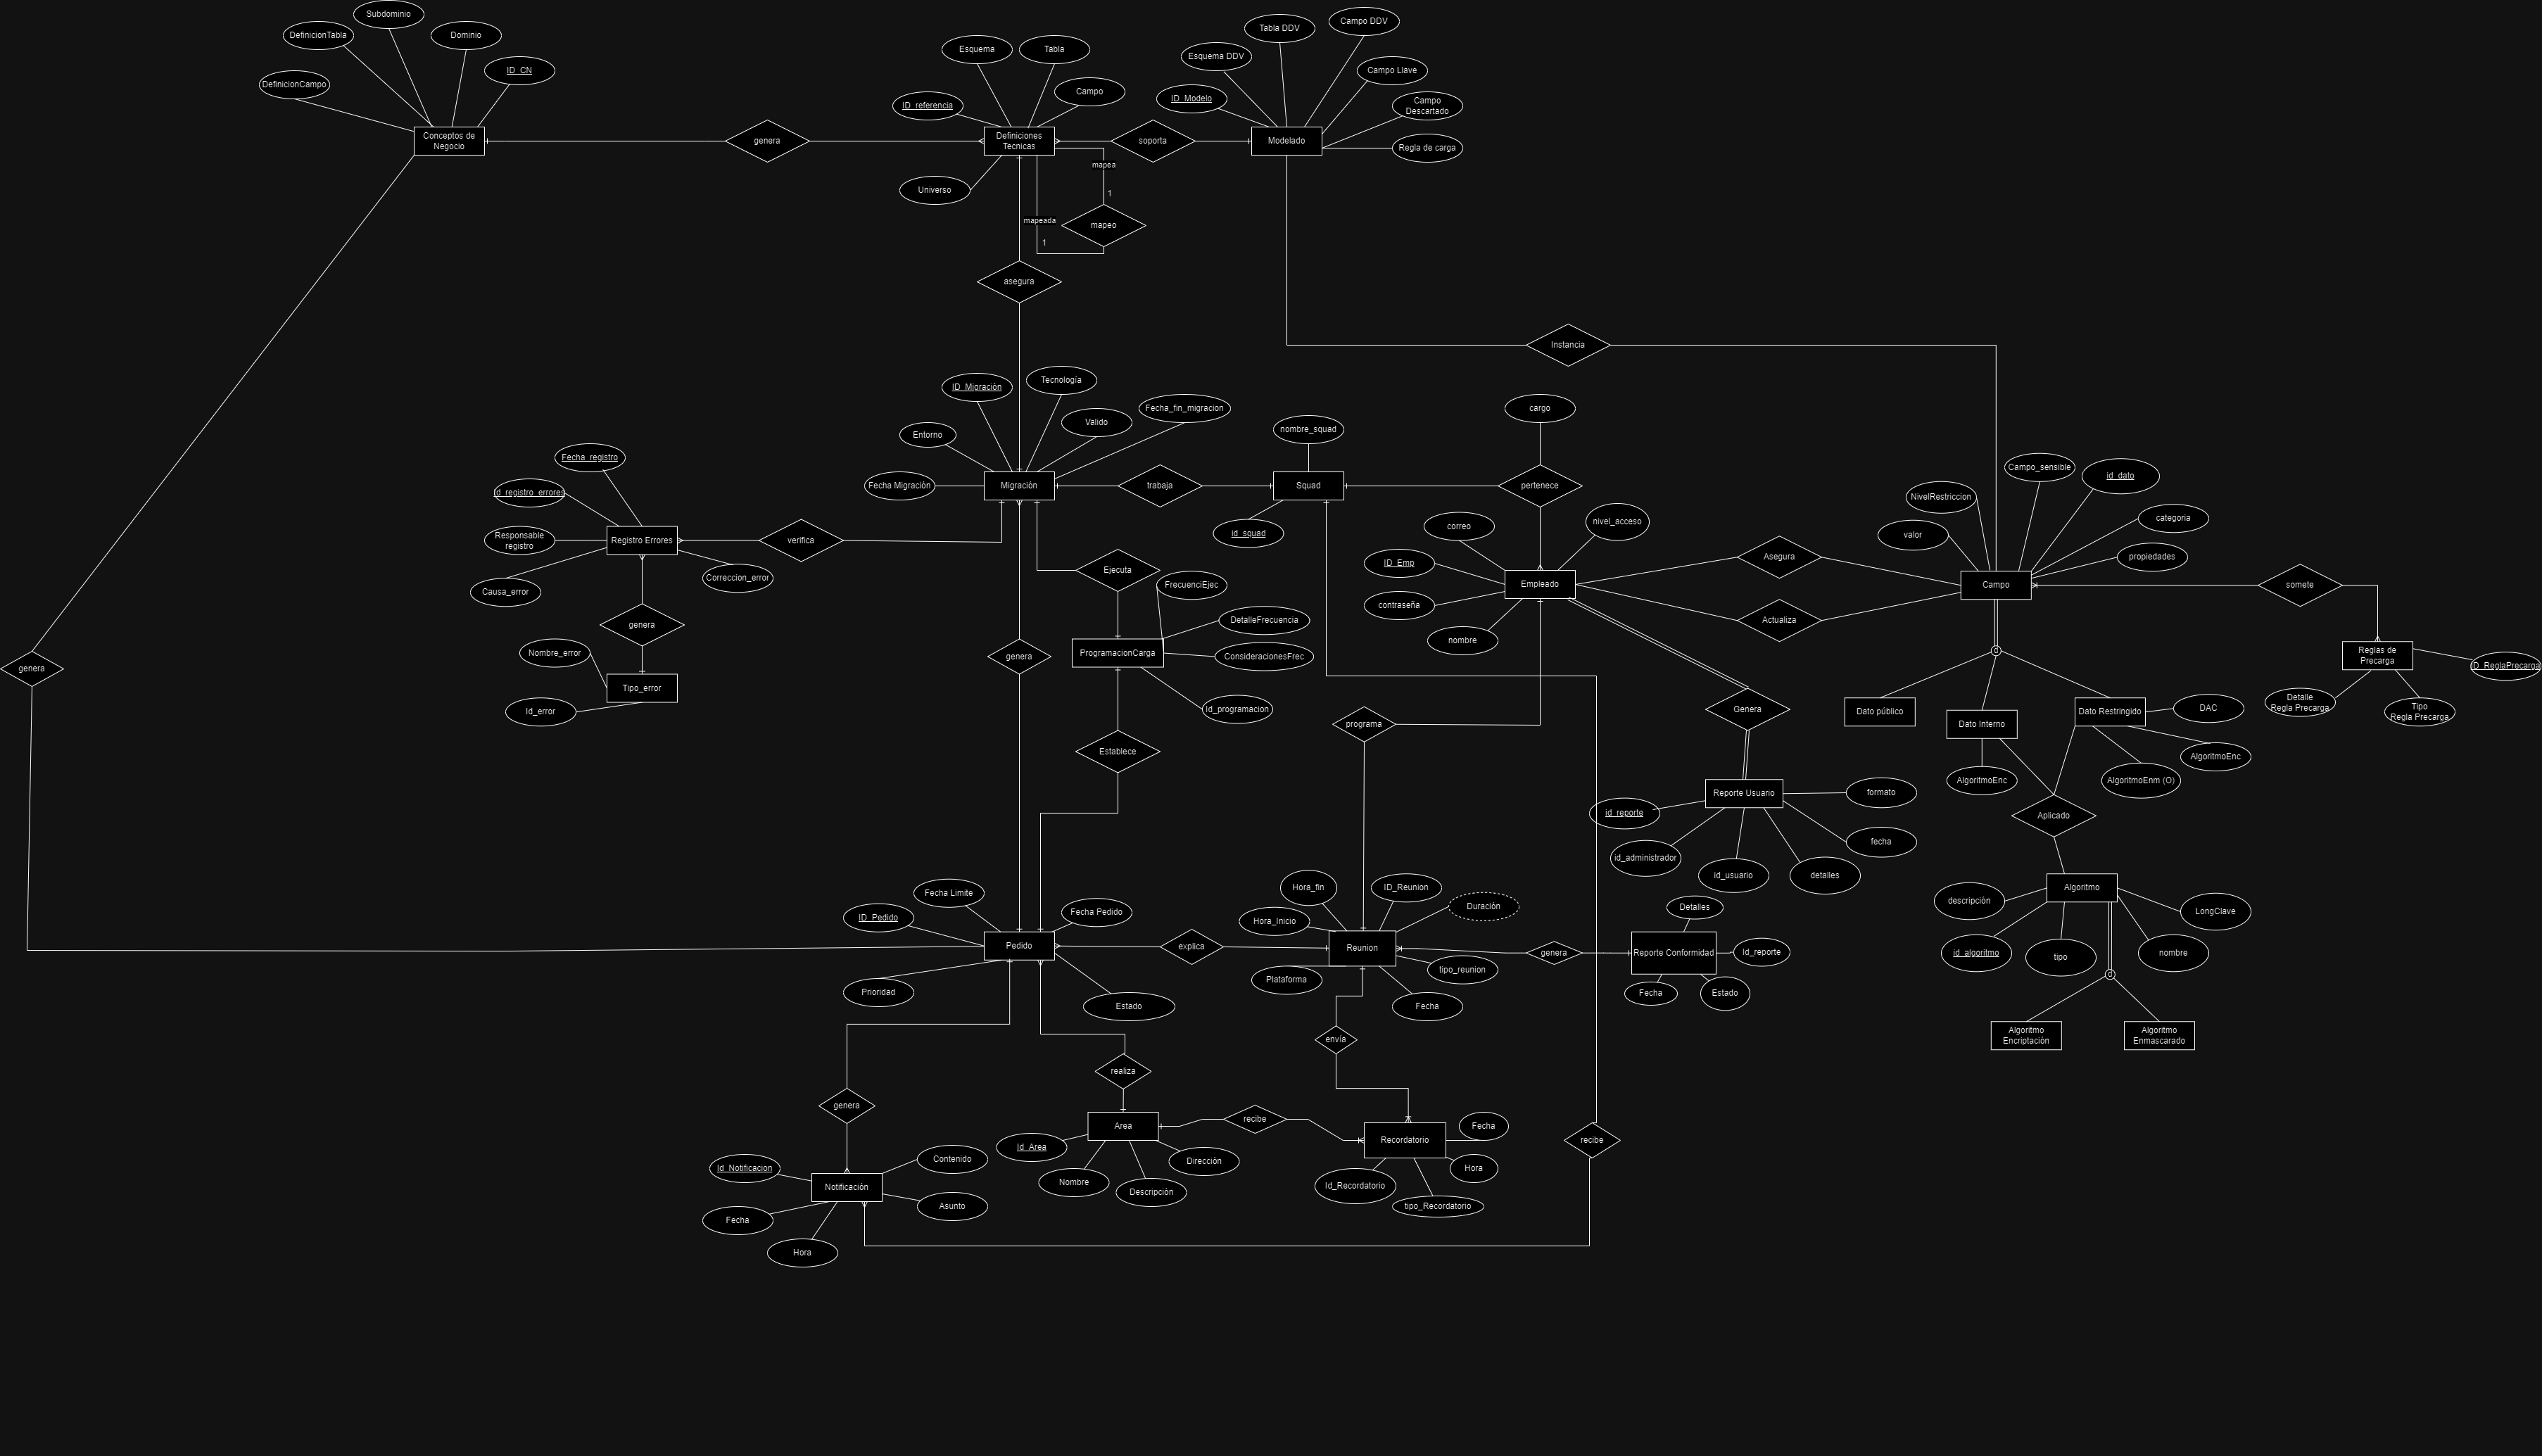 Subdominio
Campo DDV
Tabla DDV
DefinicionTabla
Dominio
Esquema
Tabla
Esquema DDV
ID_CN
Campo Llave
DefinicionCampo
Campo
ID_Modelo
ID_referencia
Campo
Descartado
Conceptos de
Negocio
genera
Definiciones
Tecnicas
soporta
Modelado
Regla de carga
mapea
Universo
1
mapeada
mapeo
1
asegura
Instancia
ID_Migración
Tecnología
Fecha_fin_migracion
cargo
Valido
nombre_squad
Entorno
Fecha_registro
Campo_sensible
id_dato
Fecha Migración
Migración
trabaja
Squad
pertenece
Id_registro_errores
NivelRestriccion
categoria
correo
nivel_acceso
id_squad
valor
Responsable
registro
Registro Errores
verifica
propiedades
Asegura
ID_Emp
Ejecuta
Correccion_error
FrecuenciEjec
Empleado
Campo
somete
Causa_error
contraseña
genera
DetalleFrecuencia
Actualiza
nombre
Nombre_error
ProgramacionCarga
ConsideracionesFrec
d
Reglas de
Precarga
genera
genera
ID_ReglaPrecarga
Tipo_error
Detalle
Regla Precarga
Id_error
Id_programacion
Genera
Dato público
Dato Restringido
DAC
Tipo
Regla Precarga
programa
Dato Interno
Establece
AlgoritmoEnc
AlgoritmoEnc
AlgoritmoEnm (O)
Reporte Usuario
formato
id_reporte
Aplicado
fecha
id_administrador
id_usuario
detalles
Fecha Limite
Hora_fin
ID_Reunion
Algoritmo
descripción
Duración
Detalles
LongClave
ID_Pedido
Fecha Pedido
Hora_Inicio
Pedido
explica
Reunion
genera
Reporte Conformidad
Id_reporte
id_algoritmo
tipo
nombre
tipo_reunion
Plataforma
d
Prioridad
Estado
Fecha
Fecha
Estado
Algoritmo
Encriptación
Algoritmo
Enmascarado
envía
realiza
genera
recibe
Area
Fecha
Recordatorio
recibe
Id_Area
Contenido
Dirección
Id_Notificacion
Hora
Nombre
Notificación
Descripción
Id_Recordatorio
Asunto
tipo_Recordatorio
Fecha
Hora